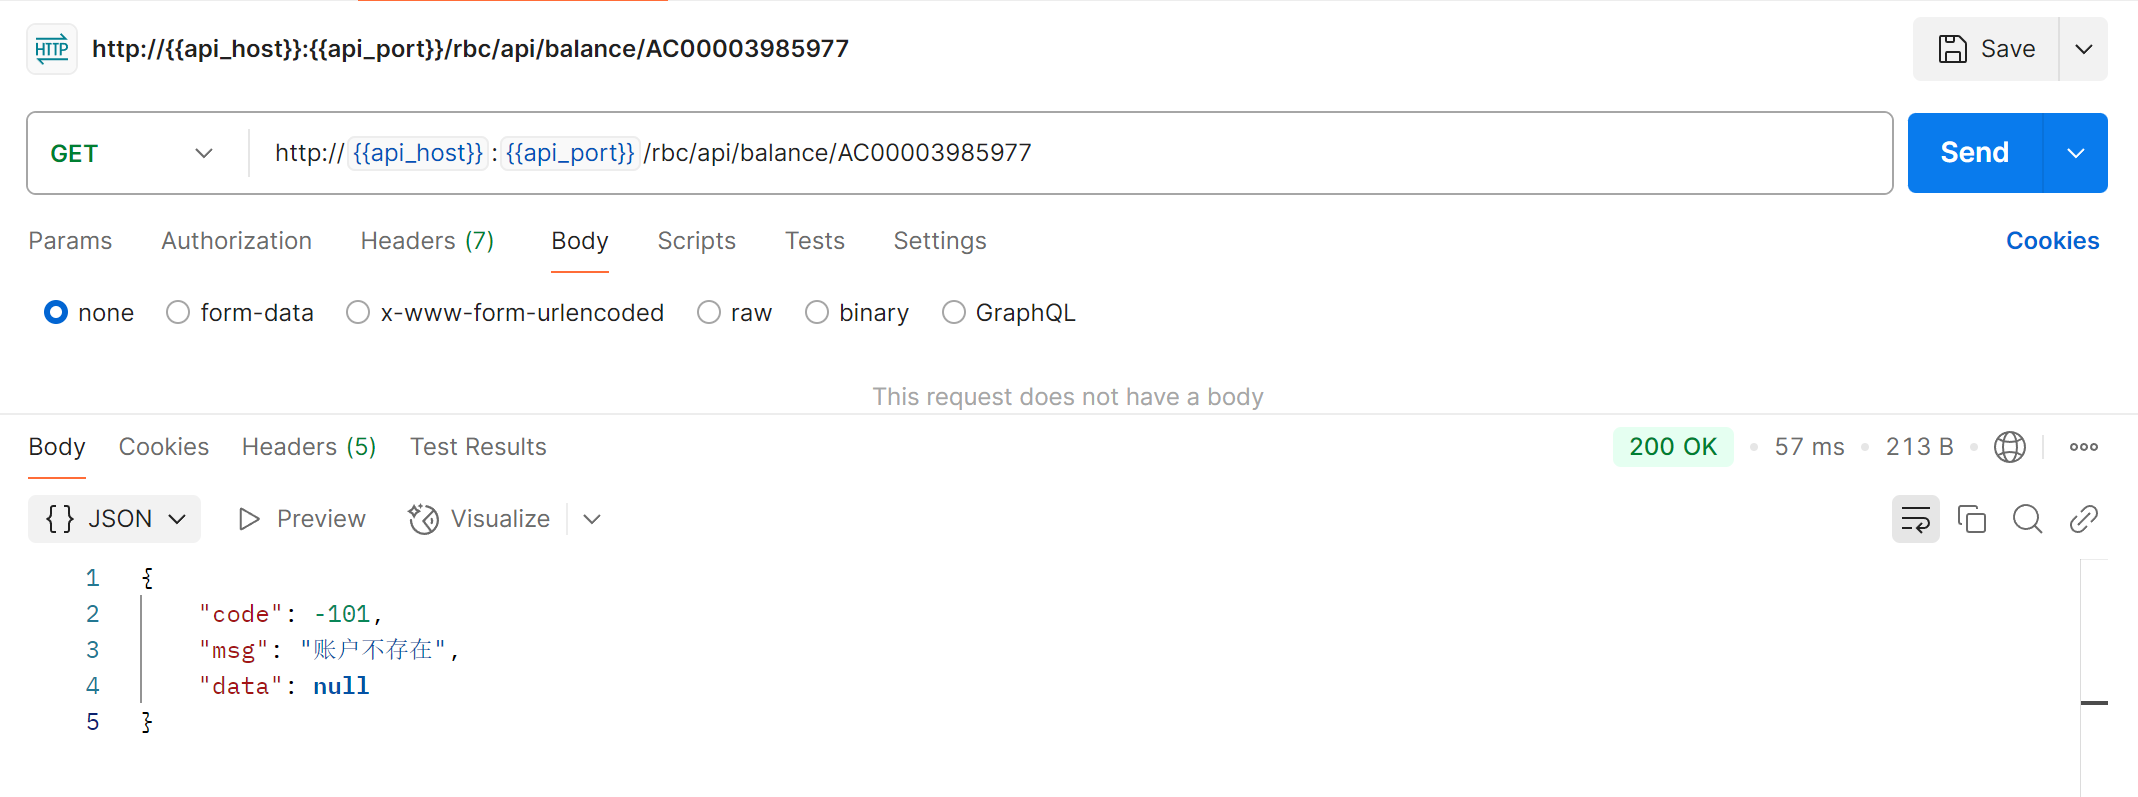 HTTP http://{{api_host}}:{{api_port}}/rbc/api/balance/AC00003985977 Save
GET http://{{api_host}}:{{api_port}}/rbc/api/balance/AC00003985977 Send
Params Authorization Headers (7) Body Scripts Tests Settings Cookies
none form-data x-www-form-urlencoded raw binary GraphQL
This request does not have a body
Body Cookies Headers (5) Test Results 200 OK • 57 ms • 213 B •
{} JSON Preview Visualize
1 {
2 "code": -101,
3 "msg": "账户不存在",
4 "data": null
5 }